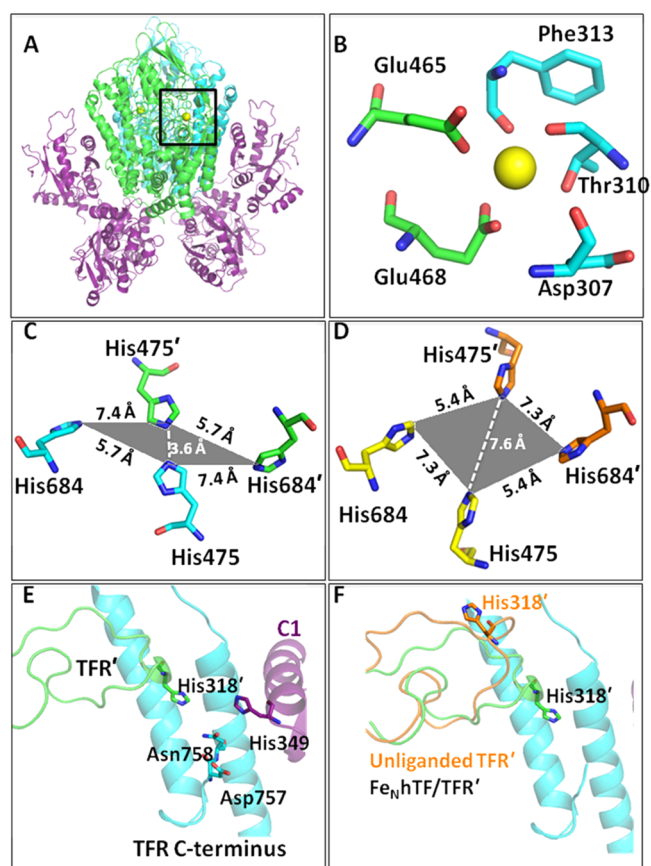 A
B
Phe313
Glu465
Thr310
Glu468
Asp307
C
His475′
7.4 Å
5.7 Å
3.6 Å
5.7 Å
7.4 Å
His684
His684′
His475
D
His475′
5.4 Å
7.3 Å
7.6 Å
7.3 Å
5.4 Å
His684
His684′
His475
E
C1
TFR′
His318′
His349
Asn758
Asp757
TFR C-terminus
F
His318′
His318′
Unliganded TFR′
FeNhTF/TFR′